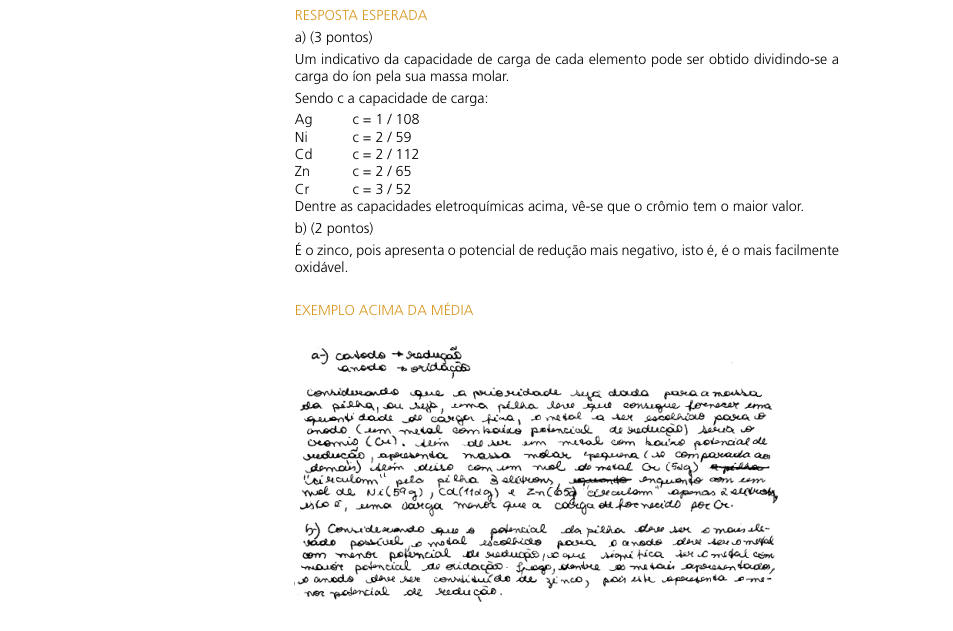 RESPOSTA ESPERADA
a) (3 pontos)
Um indicativo da capacidade de carga de cada elemento pode ser obtido dividindo-se a
carga do íon pela sua massa molar.
Sendo c a capacidade de carga:
Ag c = 1 / 108
Ni c = 2 / 59
Cd c = 2 / 112
Zn c = 2 / 65
Cr c = 3 / 52
Dentre as capacidades eletroquímicas acima, vê-se que o crômio tem o maior valor.
b) (2 pontos)
É o zinco, pois apresenta o potencial de redução mais negativo, isto é, é o mais facilmente
oxidável.
EXEMPLO ACIMA DA MÉDIA
a-) catodo → redução
anodo → oxidação
Considerando que a prioridade seja dada para a massa
da pilha, ou seja, uma pilha leve que consegue fornecer uma
quantidade de carga fixa, o metal a ser escolhido para o
anodo (um metal com baixo potencial de redução) seria o
cromio (Cr). Além de ser um metal com baixo potencial de
redução, apresenta massa molar pequena (se comparada aos
demais) Além disso com um mol de metal Cr (52g)
"circulam" pela pilha 3 elétrons, enquanto com um
mol de Ni (59g), Cd (112g) e Zn (65g) "circulam" apenas 2 elétrons,
isto é, uma carga menor que a carga de fornecido por Cr.
b) Considerando que o potencial da pilha deve ser o mais ele-
vado possível, o metal escolhido para o anodo deve ser o metal
com menor potencial de redução, o que significa ter o metal com
maior potencial de oxidação. Logo, dentre os metais apresentados,
o anodo deve ser constituído de zinco, pois este apresenta o me-
nor potencial de redução.